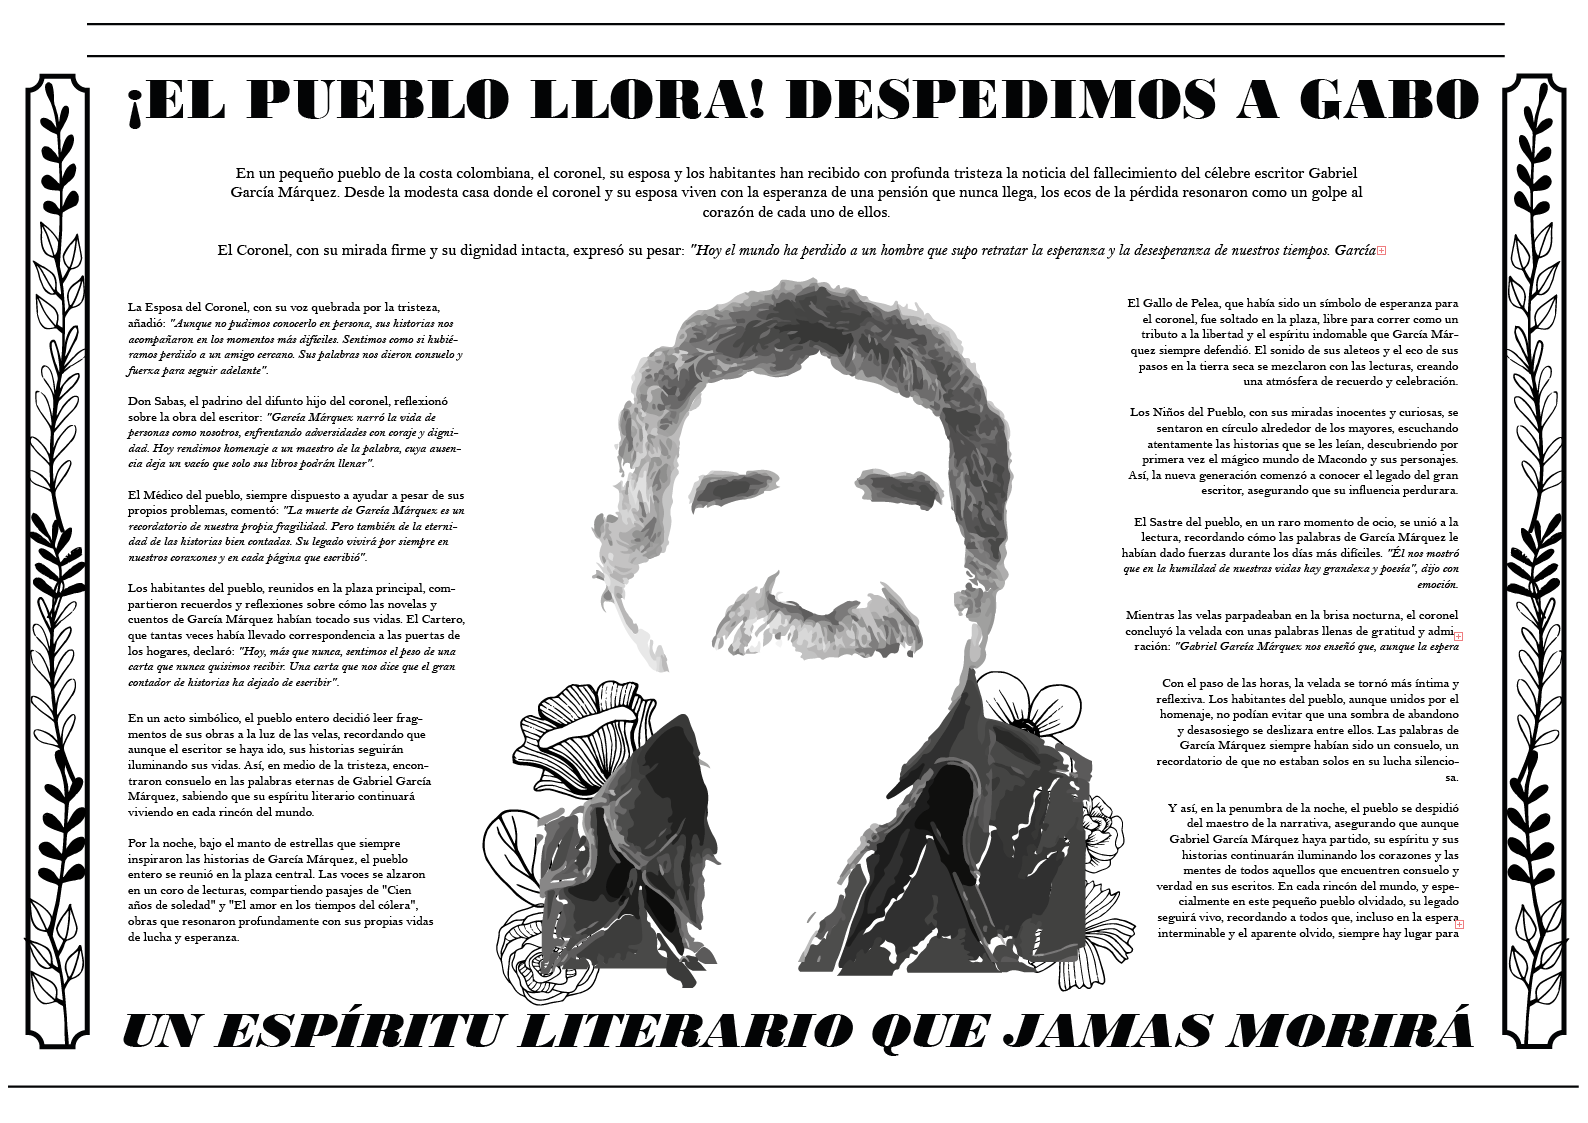 ¡EL PUEBLO LLORA! DESPEDIMOS A GABO
En un pequeño pueblo de la costa colombiana, el coronel, su esposa y los habitantes han recibido con profunda tristeza la noticia del fallecimiento del célebre escritor Gabriel
García Márquez. Desde la modesta casa donde el coronel y su esposa viven con la esperanza de una pensión que nunca llega, los ecos de la pérdida resonaron como un golpe al
corazón de cada uno de ellos.
El Coronel, con su mirada firme y su dignidad intacta, expresó su pesar: "Hoy el mundo ha perdido a un hombre que supo retratar la esperanza y la desesperanza de nuestros tiempos. García
La Esposa del Coronel, con su voz quebrada por la tristeza,
añadió: "Aunque no pudimos conocerlo en persona, sus historias nos
acompañaron en los momentos más difíciles. Sentimos como si hubié-
ramos perdido a un amigo cercano. Sus palabras nos dieron consuelo y
fuerza para seguir adelante".
Don Sabas, el padrino del difunto hijo del coronel, reflexionó
sobre la obra del escritor: "García Márquez narró la vida de
personas como nosotros, enfrentando adversidades con coraje y digni-
dad. Hoy rendimos homenaje a un maestro de la palabra, cuya ausen-
cia deja un vacío que solo sus libros podrán llenar".
El Médico del pueblo, siempre dispuesto a ayudar a pesar de sus
propios problemas, comentó: "La muerte de García Márquez es un
recordatorio de nuestra propia fragilidad. Pero también de la eterni-
dad de las historias bien contadas. Su legado vivirá por siempre en
nuestros corazones y en cada página que escribió".
Los habitantes del pueblo, reunidos en la plaza principal, com-
partieron recuerdos y reflexiones sobre cómo las novelas y
cuentos de García Márquez habían tocado sus vidas. El Cartero,
que tantas veces había llevado correspondencia a las puertas de
los hogares, declaró: "Hoy, más que nunca, sentimos el peso de una
carta que nunca quisimos recibir. Una carta que nos dice que el gran
contador de historias ha dejado de escribir".
En un acto simbólico, el pueblo entero decidió leer frag-
mentos de sus obras a la luz de las velas, recordando que
aunque el escritor se haya ido, sus historias seguirán
iluminando sus vidas. Así, en medio de la tristeza, encon-
traron consuelo en las palabras eternas de Gabriel García
Márquez, sabiendo que su espíritu literario continuará
viviendo en cada rincón del mundo.
Por la noche, bajo el manto de estrellas que siempre
inspiraron las historias de García Márquez, el pueblo
entero se reunió en la plaza central. Las voces se alzaron
en un coro de lecturas, compartiendo pasajes de "Cien
años de soledad" y "El amor en los tiempos del cólera",
obras que resonaron profundamente con sus propias vidas
de lucha y esperanza.
El Gallo de Pelea, que había sido un símbolo de esperanza para
el coronel, fue soltado en la plaza, libre para correr como un
tributo a la libertad y el espíritu indomable que García Már-
quez siempre defendió. El sonido de sus aleteos y el eco de sus
pasos en la tierra seca se mezclaron con las lecturas, creando
una atmósfera de recuerdo y celebración.
Los Niños del Pueblo, con sus miradas inocentes y curiosas, se
sentaron en círculo alrededor de los mayores, escuchando
atentamente las historias que se les leían, descubriendo por
primera vez el mágico mundo de Macondo y sus personajes.
Así, la nueva generación comenzó a conocer el legado del gran
escritor, asegurando que su influencia perdurara.
El Sastre del pueblo, en un raro momento de ocio, se unió a la
lectura, recordando cómo las palabras de García Márquez le
habían dado fuerzas durante los días más difíciles. "Él nos mostró
que en la humildad de nuestras vidas hay grandeza y poesía", dijo con
emoción.
Mientras las velas parpadeaban en la brisa nocturna, el coronel
concluyó la velada con unas palabras llenas de gratitud y admi-
ración: "Gabriel García Márquez nos enseñó que, aunque la espera
Con el paso de las horas, la velada se tornó más íntima y
reflexiva. Los habitantes del pueblo, aunque unidos por el
homenaje, no podían evitar que una sombra de abandono
y desasosiego se deslizara entre ellos. Las palabras de
García Márquez siempre habían sido un consuelo, un
recordatorio de que no estaban solos en su lucha silencio-
sa.
Y así, en la penumbra de la noche, el pueblo se despidió
del maestro de la narrativa, asegurando que aunque
Gabriel García Márquez haya partido, su espíritu y sus
historias continuarán iluminando los corazones y las
mentes de todos aquellos que encuentren consuelo y
verdad en sus escritos. En cada rincón del mundo, y espe-
cialmente en este pequeño pueblo olvidado, su legado
seguirá vivo, recordando a todos que, incluso en la espera
interminable y el aparente olvido, siempre hay lugar para
UN ESPÍRITU LITERARIO QUE JAMAS MORIRÁ